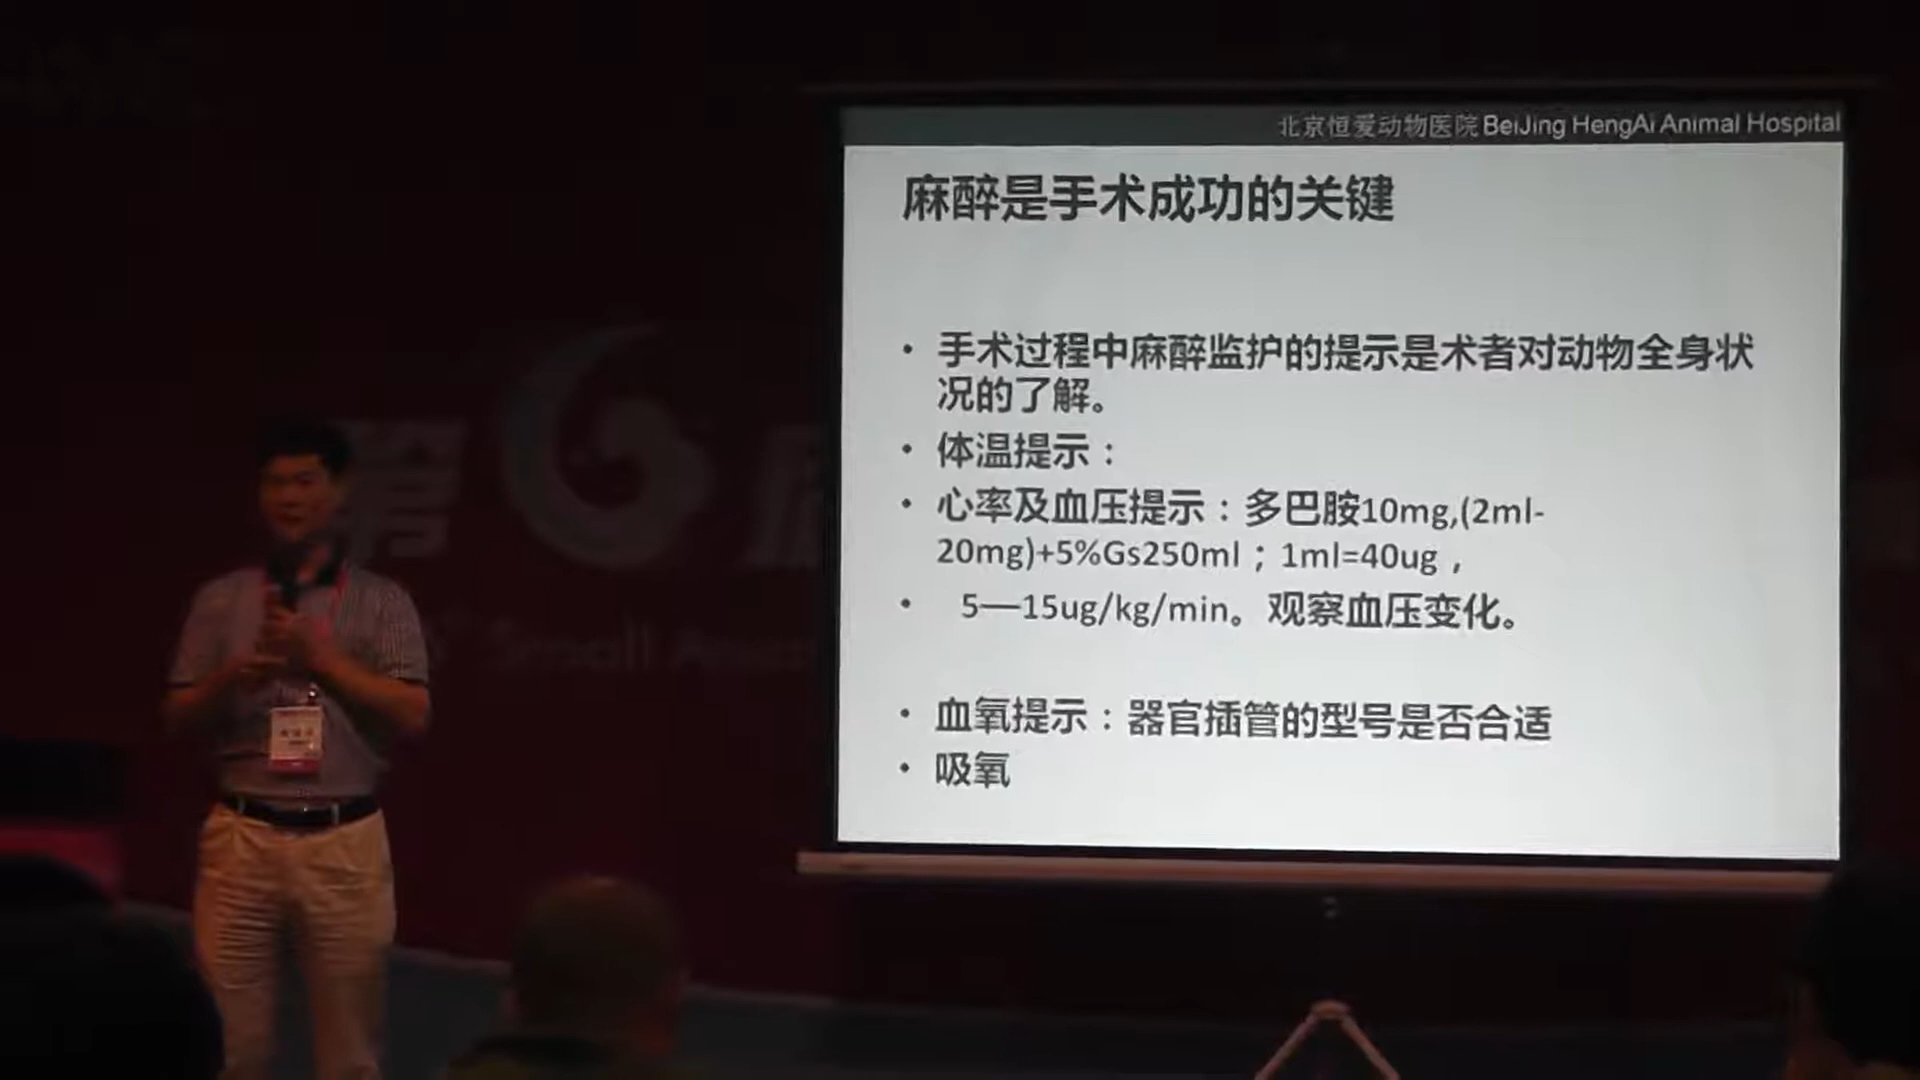 北京恒爱动物医院 BeiJing HengAi Animal Hospital
麻醉是手术成功的关键
• 手术过程中麻醉监护的提示是术者对动物全身状
况的了解。
• 体温提示：
• 心率及血压提示：多巴胺10mg,(2ml-
20mg)+5%Gs250ml；1ml=40ug，
• 5—15ug/kg/min。观察血压变化。
• 血氧提示：器官插管的型号是否合适
• 吸氧
第6届
Small